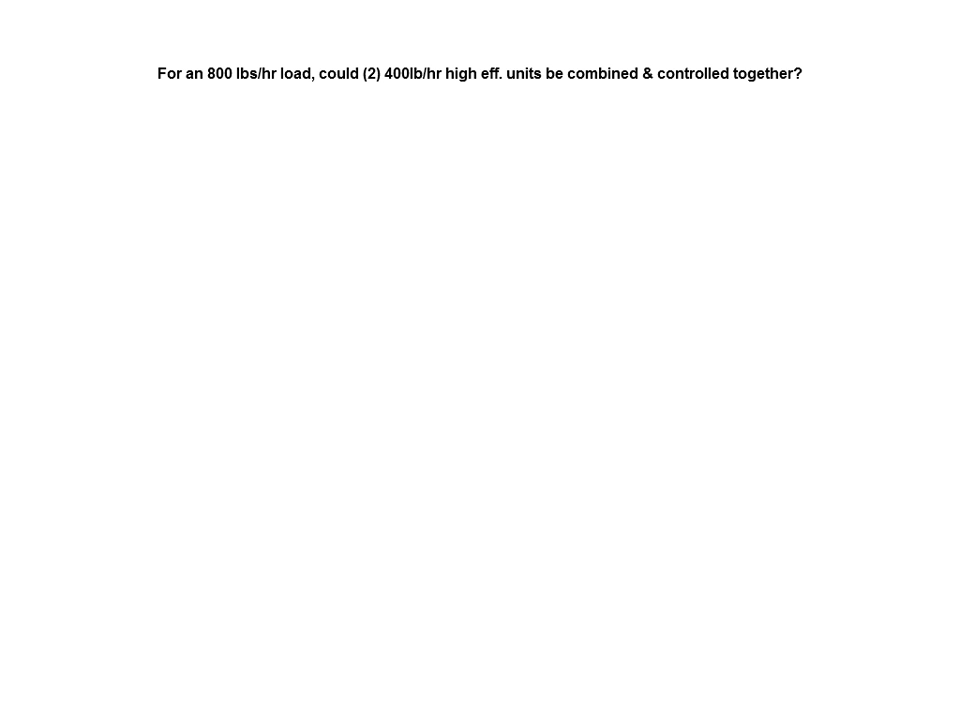 For an 800 lbs/hr load, could (2) 400lb/hr high eff. units be combined & controlled together?